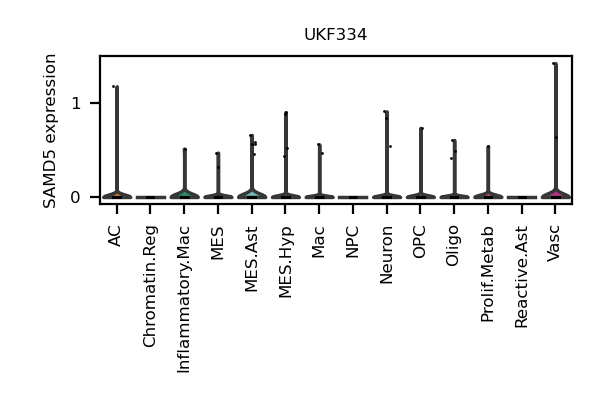 UKF334
SAMD5 expression
1
0
AC
Chromatin.Reg
Inflammatory.Mac
MES
MES.Ast
MES.Hyp
Mac
NPC
Neuron
OPC
Oligo
Prolif.Metab
Reactive.Ast
Vasc